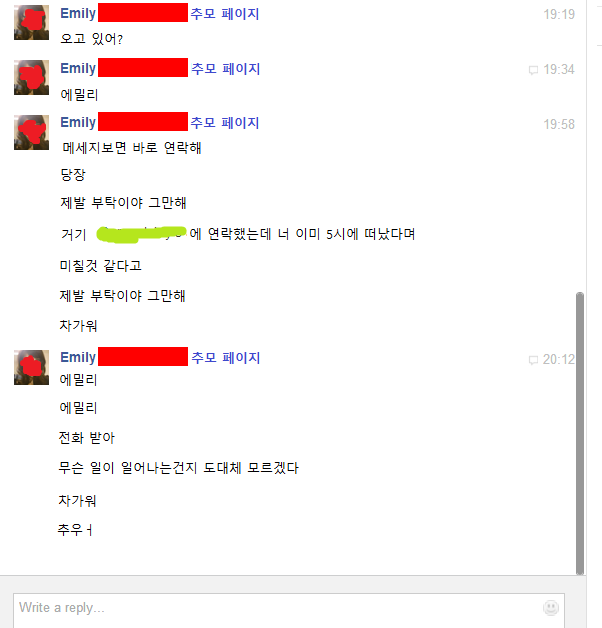 Emily 추모 페이지 19:19
오고 있어?
Emily 추모 페이지 19:34
에밀리
Emily 추모 페이지 19:58
메세지보면 바로 연락해
당장
제발 부탁이야 그만해
거기 에 연락했는데 너 이미 5시에 떠났다며
미칠것 같다고
제발 부탁이야 그만해
차가워
Emily 추모 페이지 20:12
에밀리
에밀리
전화 받아
무슨 일이 일어나는건지 도대체 모르겠다
차가워
추우ㅓ
Write a reply...